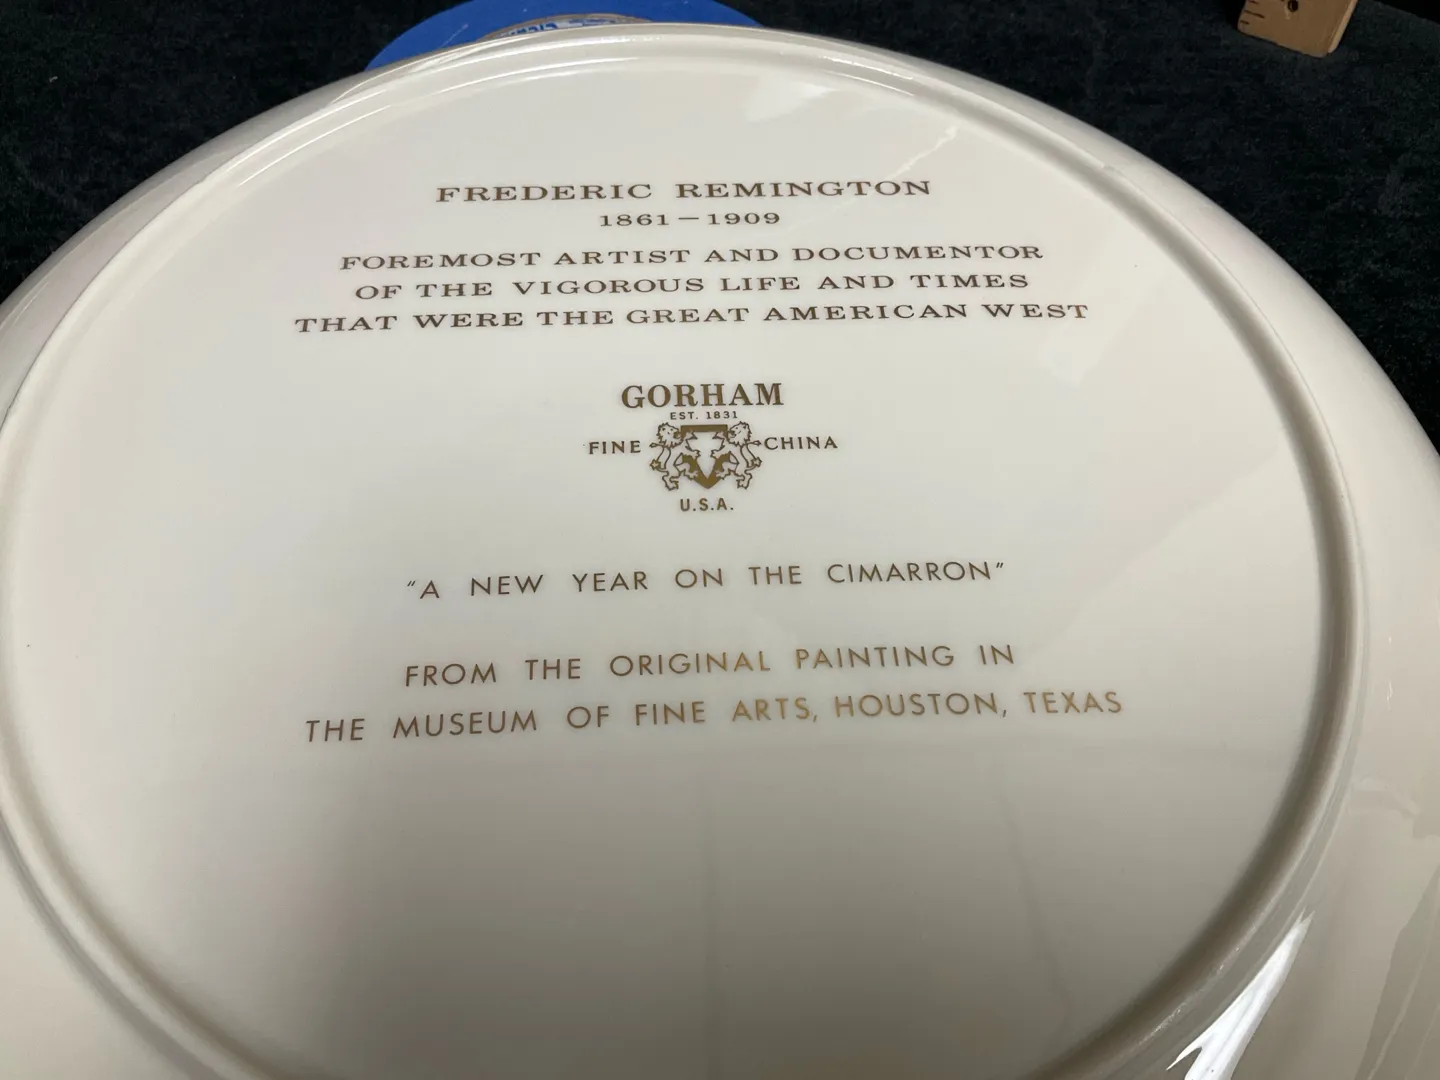 FREDERIC REMINGTON
1861 – 1909
FOREMOST ARTIST AND DOCUMENTOR
OF THE VIGOROUS LIFE AND TIMES
THAT WERE THE GREAT AMERICAN WEST
GORHAM
EST. 1831
FINE CHINA
U.S.A.
"A NEW YEAR ON THE CIMARRON"
FROM THE ORIGINAL PAINTING IN
THE MUSEUM OF FINE ARTS, HOUSTON, TEXAS